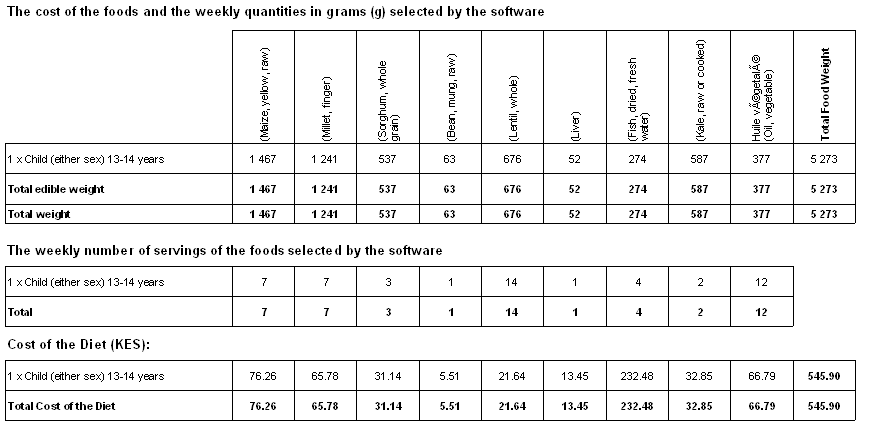 The cost of the foods and the weekly quantities in grams (g) selected by the software
(Maize, yellow, raw)
(Millet, finger)
(Sorghum, whole
grain)
(Bean, mung, raw)
(Lentil, whole)
(Liver)
(Fish, dried, fresh
water)
(Kale, raw or cooked)
Huile vÃ©getalÃ©
(Oil, vegetable)
Total Food Weight
1 x Child (either sex) 13-14 years 1 467 1 241 537 63 676 52 274 587 377 5 273
Total edible weight 1 467 1 241 537 63 676 52 274 587 377 5 273
Total weight 1 467 1 241 537 63 676 52 274 587 377 5 273
The weekly number of servings of the foods selected by the software
1 x Child (either sex) 13-14 years 7 7 3 1 14 1 4 2 12
Total 7 7 3 1 14 1 4 2 12
Cost of the Diet (KES):
1 x Child (either sex) 13-14 years 76.26 65.78 31.14 5.51 21.64 13.45 232.48 32.85 66.79 545.90
Total Cost of the Diet 76.26 65.78 31.14 5.51 21.64 13.45 232.48 32.85 66.79 545.90